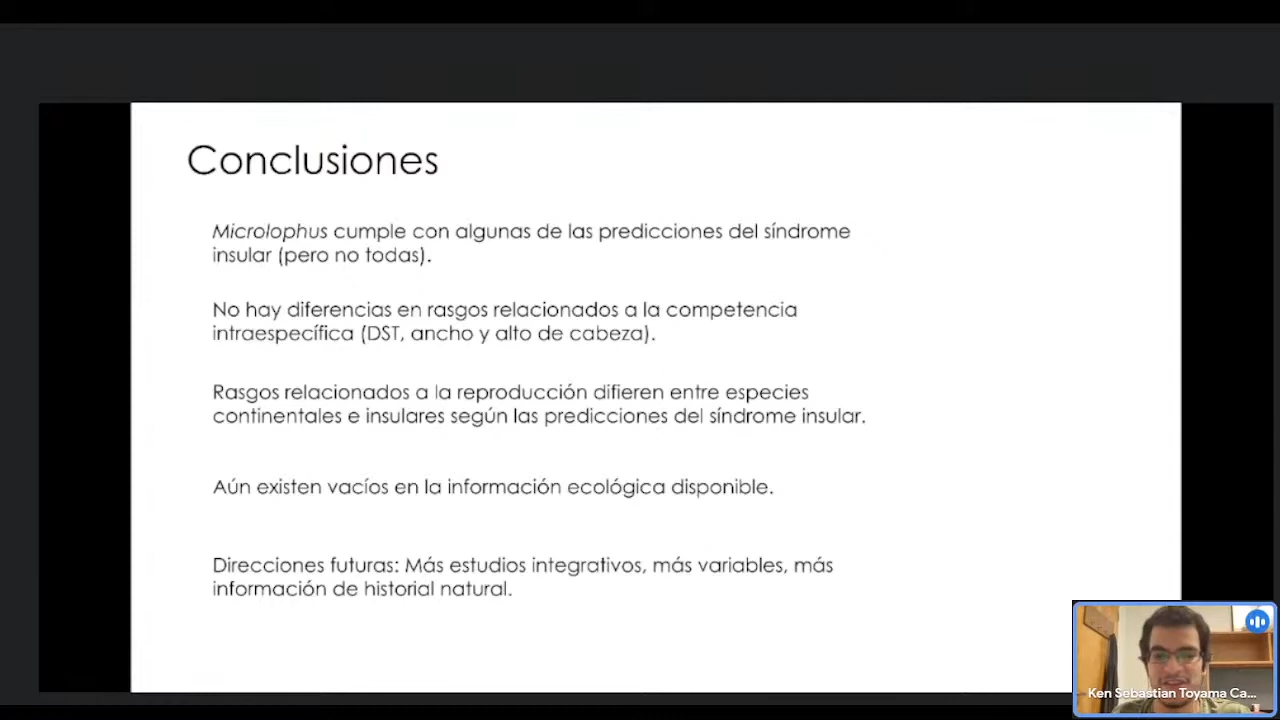 Conclusiones
Microlophus cumple con algunas de las predicciones del síndrome
insular (pero no todas).
No hay diferencias en rasgos relacionados a la competencia
intraespecífica (DST, ancho y alto de cabeza).
Rasgos relacionados a la reproducción difieren entre especies
continentales e insulares según las predicciones del síndrome insular.
Aún existen vacíos en la información ecológica disponible.
Direcciones futuras: Más estudios integrativos, más variables, más
información de historial natural.
Ken Sebastian Toyama Ca...